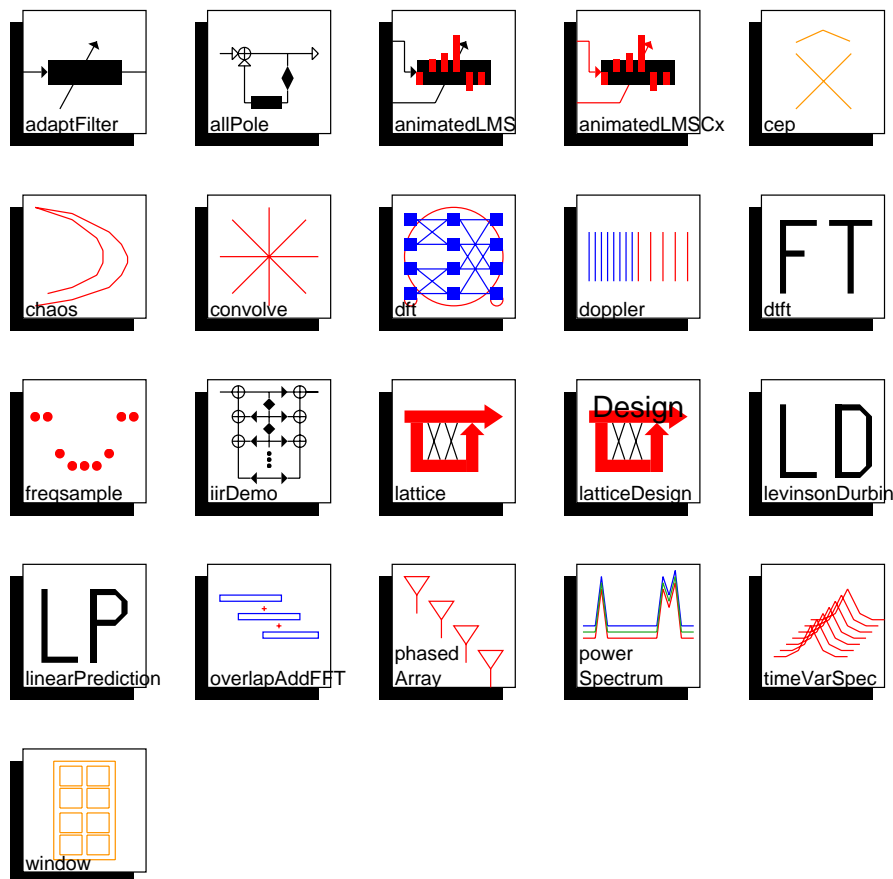 adaptFilter
allPole
animatedLMS
animatedLMSCx
cep
chaos
convolve
dft
doppler
FT
dtft
freqsample
iirDemo
lattice
Design
latticeDesign
LD
levinsonDurbin
LP
linearPrediction
overlapAddFFT
phased
Array
power
Spectrum
timeVarSpec
window